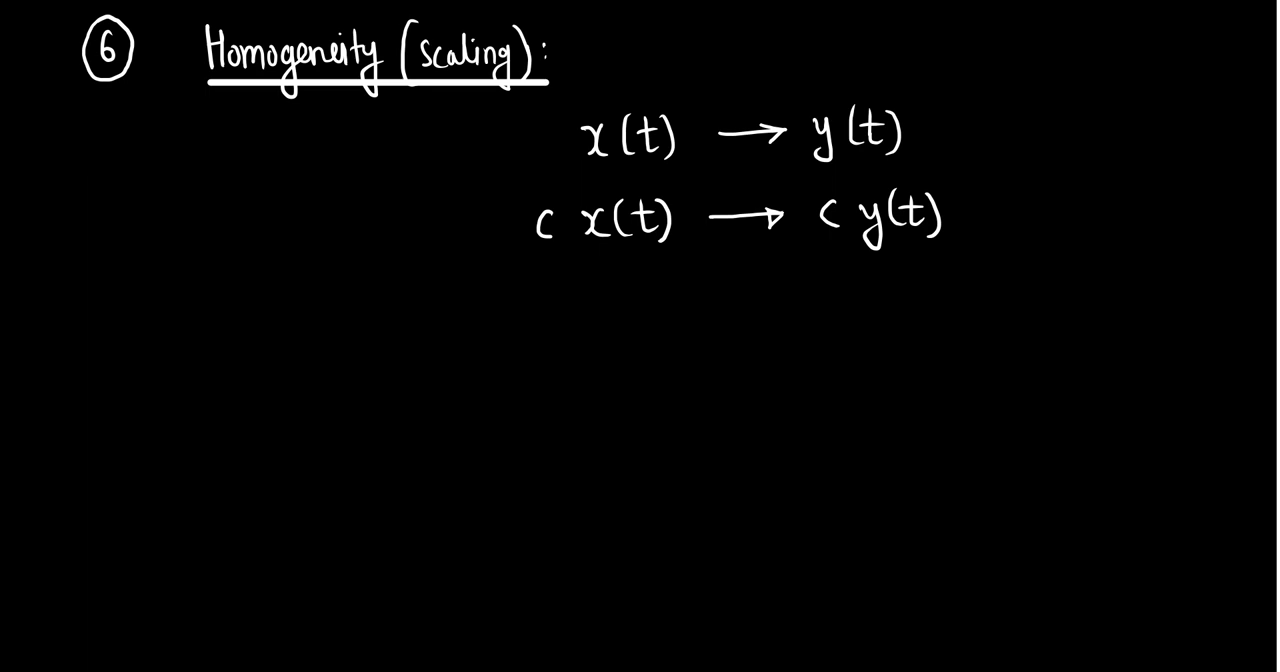 ⑥ Homogeneity (scaling):
x(t) → y(t)
c x(t) → c y(t)